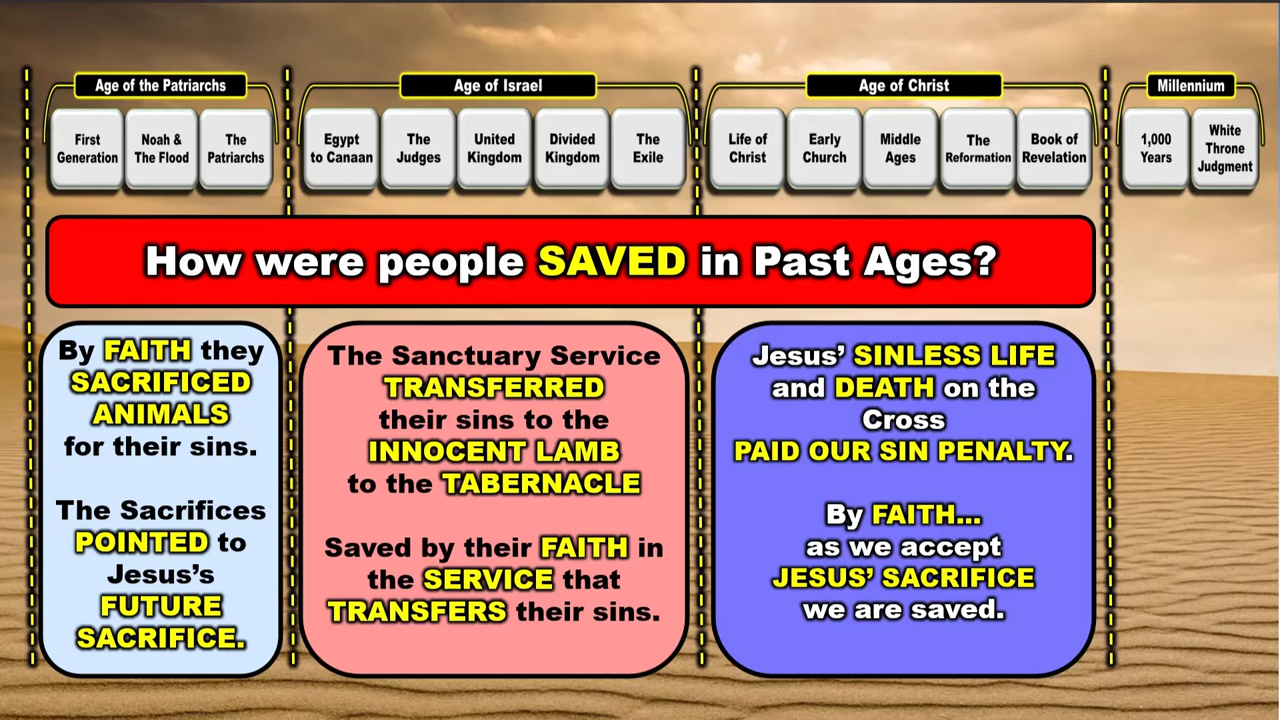 Age of the Patriarchs
Age of Israel
Age of Christ
Millennium
First
Generation
Noah &
The Flood
The
Patriarchs
Egypt
to Canaan
The
Judges
United
Kingdom
Divided
Kingdom
The
Exile
Life of
Christ
Early
Church
Middle
Ages
The
Reformation
Book of
Revelation
1,000
Years
White
Throne
Judgment
How were people SAVED in Past Ages?
By FAITH they
SACRIFICED
ANIMALS
for their sins.
The Sacrifices
POINTED to
Jesus's
FUTURE
SACRIFICE.
The Sanctuary Service
TRANSFERRED
their sins to the
INNOCENT LAMB
to the TABERNACLE
Saved by their FAITH in
the SERVICE that
TRANSFERS their sins.
Jesus' SINLESS LIFE
and DEATH on the
Cross
PAID OUR SIN PENALTY.
By FAITH...
as we accept
JESUS' SACRIFICE
we are saved.